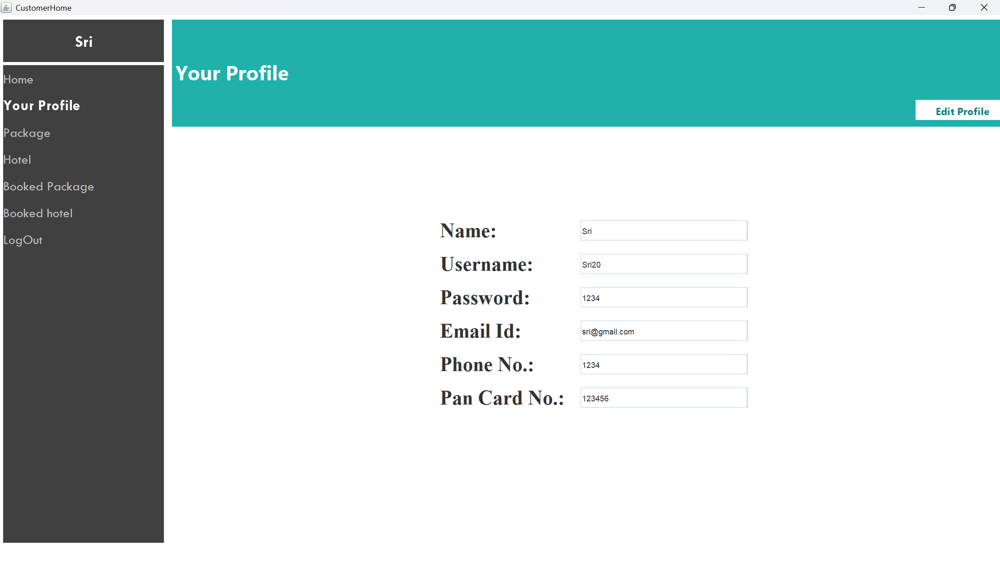 CustomerHome
Sri
Home
Your Profile
Package
Hotel
Booked Package
Booked hotel
LogOut
Your Profile
Edit Profile
Name: Sri
Username: Sri20
Password: 1234
Email Id: sri@gmail.com
Phone No.: 1234
Pan Card No.: 123456